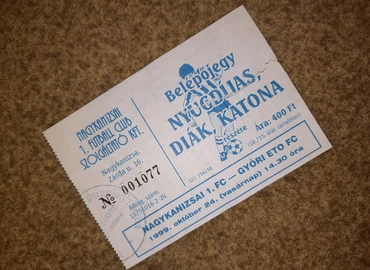 NAGYKANIZSAI
1. FUTBALL CLUB
SZOLGÁLTATÓ KFT.
Nagykanizsa,
Zárda u. 16.
№ 001077
Belépőjegy
NYUGDÍJAS,
DIÁK, KATONA
részére Ára: 400 Ft
NAGYKANIZSAI 1. FC — GYŐRI ETO FC
1999. október 24. (vasárnap) 14.30 óra